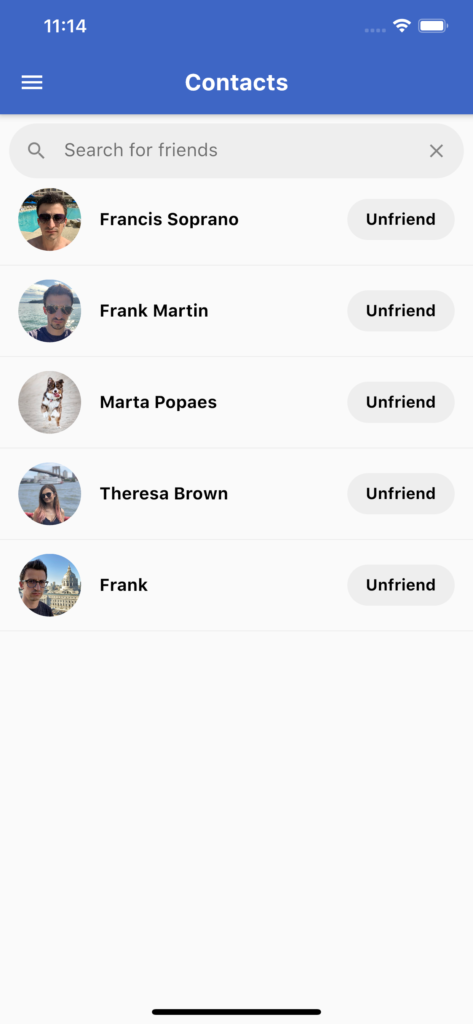 11:14
Contacts
Search for friends
Francis Soprano Unfriend
Frank Martin Unfriend
Marta Popaes Unfriend
Theresa Brown Unfriend
Frank Unfriend